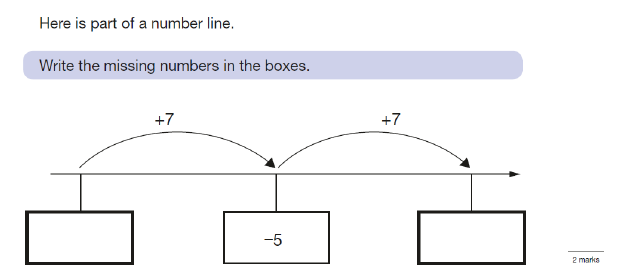 Here is part of a number line.
Write the missing numbers in the boxes.
+7 +7
−5
2 marks